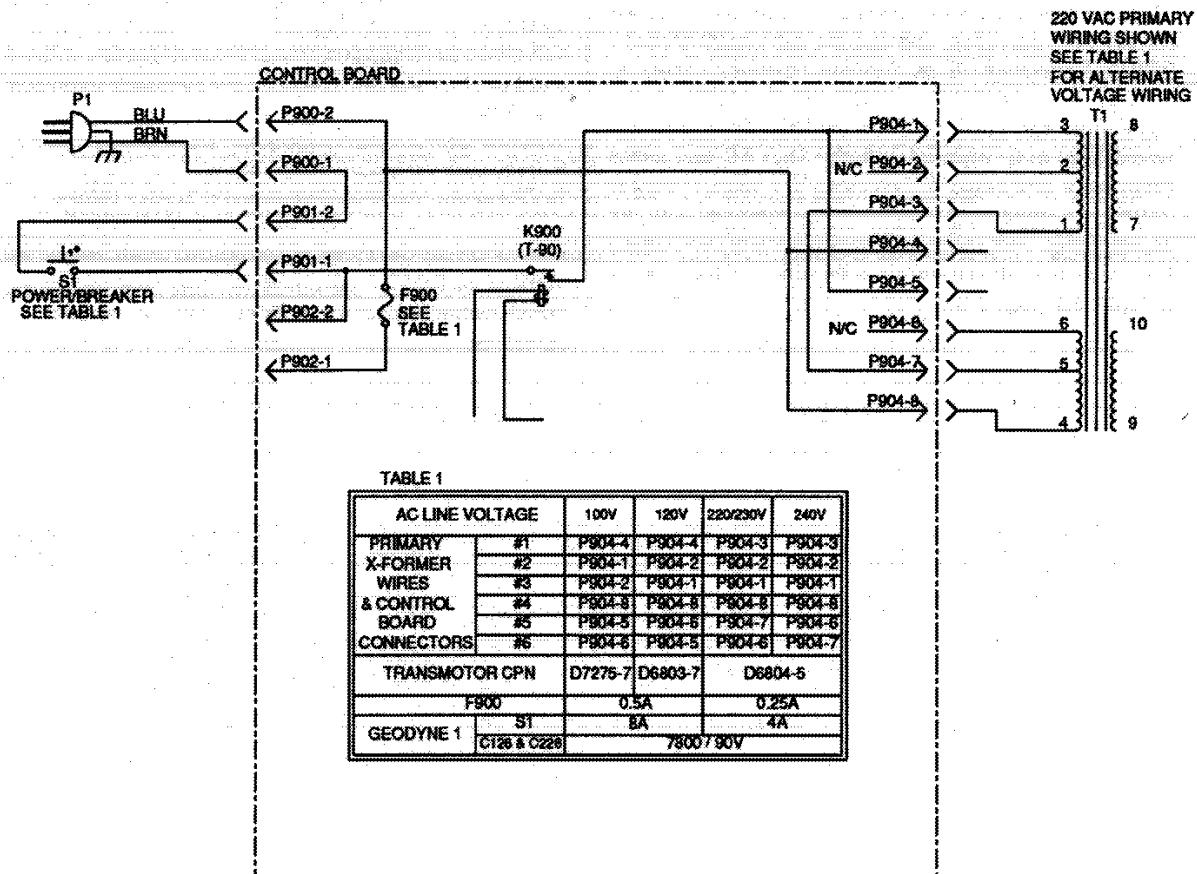 220 VAC PRIMARY
WIRING SHOWN
SEE TABLE 1
FOR ALTERNATE
VOLTAGE WIRING
T1
CONTROL BOARD
P1
BLU
BRN
P900-2
P900-1
P901-2
P901-1
P902-2
P902-1
S1
POWER/BREAKER
SEE TABLE 1
F900
SEE
TABLE 1
K900
(T-90)
P904-1
N/C P904-2
P904-3
P904-4
P904-5
N/C P904-6
P904-7
P904-8
3 8
2
1 7
6 10
5
4 9
TABLE 1
AC LINE VOLTAGE 100V 120V 220/230V 240V
PRIMARY #1 P904-4 P904-4 P904-3 P904-3
X-FORMER #2 P904-1 P904-2 P904-2 P904-2
WIRES #3 P904-2 P904-1 P904-1 P904-1
& CONTROL #4 P904-8 P904-8 P904-8 P904-8
BOARD #5 P904-5 P904-6 P904-7 P904-6
CONNECTORS #6 P904-6 P904-5 P904-6 P904-7
TRANSMOTOR CPN D7275-7 D6803-7 D6804-5
F900 0.5A 0.25A
GEODYNE 1 S1 8A 4A
C126 & C226 7800 / 90V